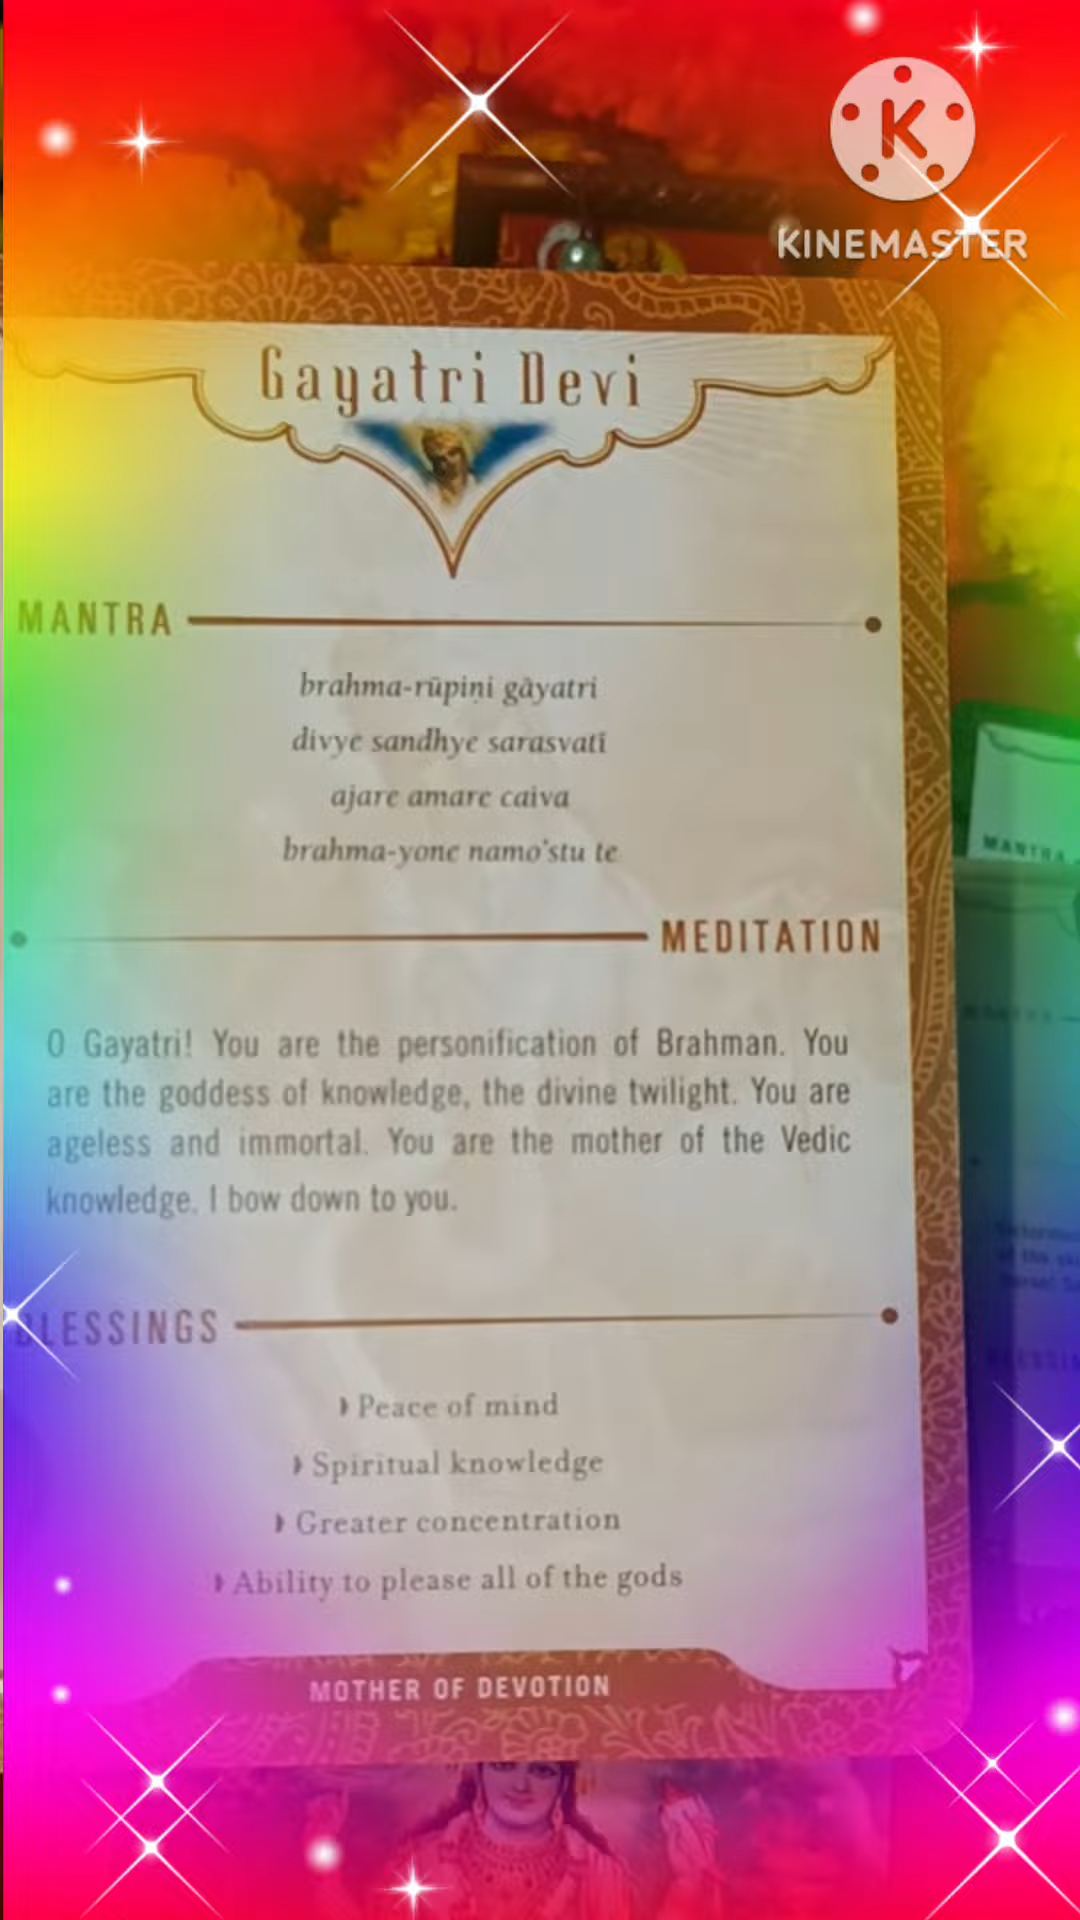 K
KINEMASTER
Gayatri Devi
MANTRA
brahma-rūpiṇi gāyatri
divye sandhye sarasvatī
ajare amare caiva
brahma-yone namo'stu te
MEDITATION
O Gayatri! You are the personification of Brahman. You
are the goddess of knowledge, the divine twilight. You are
ageless and immortal. You are the mother of the Vedic
knowledge. I bow down to you.
BLESSINGS
Peace of mind
Spiritual knowledge
Greater concentration
Ability to please all of the gods
MOTHER OF DEVOTION
MANTRA